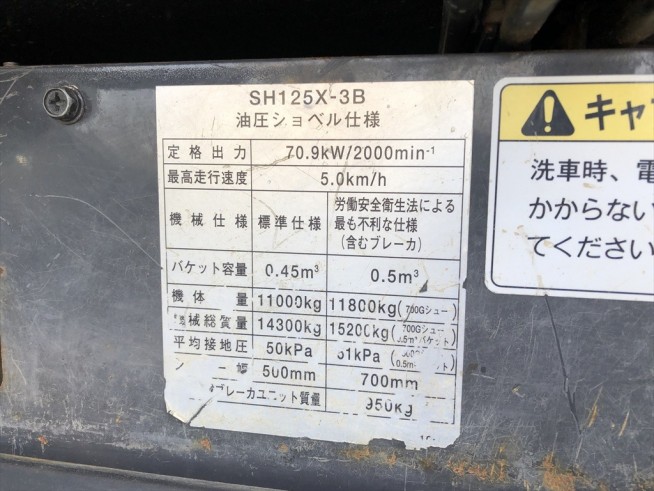 SH125X-3B
油圧ショベル仕様
定格出力 70.9kW/2000min⁻¹
最高走行速度 5.0km/h
機械仕様 標準仕様 労働安全衛生法による
最も不利な仕様
(含むブレーカ)
バケット容量 0.45m³ 0.5m³
機体 量 11000kg 11800kg(700Gシュー)
械総質量 14300kg 15200kg(700Gシュー
0.5m³バケット)
平均接地圧 50kPa 51kPa
幅 500mm 700mm
ブレーカユニット質量 950kg
キャ
洗車時、電
かからない
てください